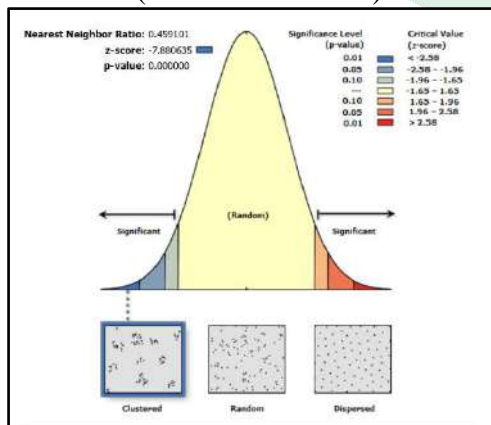 Nearest Neighbor Ratio: 0.459101
z-score: -7.880635
p-value: 0.000000
Significance Level
(p-value)
Critical Value
(z-score)
0.01 < -2.58
0.05 -2.58 - -1.96
0.10 -1.96 - -1.65
--- -1.65 - 1.65
0.10 1.65 - 1.96
0.05 1.96 - 2.58
0.01 > 2.58
(Random)
Significant
Significant
Clustered
Random
Dispersed